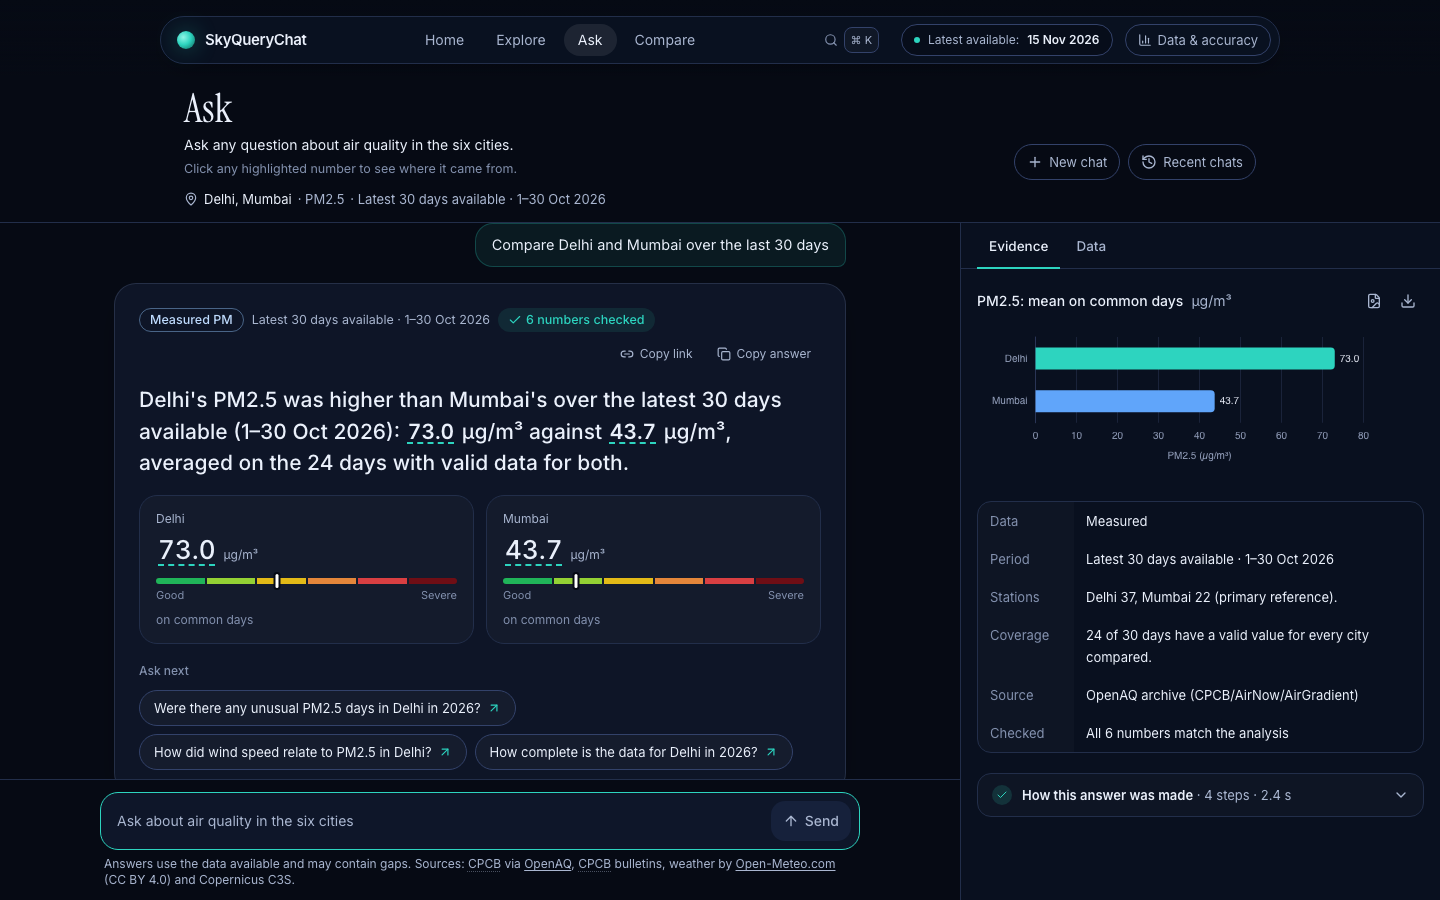 SkyQueryChat
Home
Explore
Ask
Compare
⌘ K
Latest available: 15 Nov 2026
Data & accuracy
Ask
Ask any question about air quality in the six cities.
Click any highlighted number to see where it came from.
Delhi, Mumbai · PM2.5 · Latest 30 days available · 1–30 Oct 2026
New chat
Recent chats
Compare Delhi and Mumbai over the last 30 days
Measured PM
Latest 30 days available · 1–30 Oct 2026
6 numbers checked
Copy link
Copy answer
Delhi's PM2.5 was higher than Mumbai's over the latest 30 days
available (1–30 Oct 2026): 73.0 µg/m³ against 43.7 µg/m³,
averaged on the 24 days with valid data for both.
Delhi
73.0 µg/m³
Good
Severe
on common days
Mumbai
43.7 µg/m³
Good
Severe
on common days
Ask next
Were there any unusual PM2.5 days in Delhi in 2026?
How did wind speed relate to PM2.5 in Delhi?
How complete is the data for Delhi in 2026?
Ask about air quality in the six cities
Send
Answers use the data available and may contain gaps. Sources: CPCB via OpenAQ, CPCB bulletins, weather by Open-Meteo.com
(CC BY 4.0) and Copernicus C3S.
Evidence
Data
PM2.5: mean on common days µg/m³
Delhi
73.0
Mumbai
43.7
0 10 20 30 40 50 60 70 80
PM2.5 (µg/m³)
Data
Measured
Period
Latest 30 days available · 1–30 Oct 2026
Stations
Delhi 37, Mumbai 22 (primary reference).
Coverage
24 of 30 days have a valid value for every city
compared.
Source
OpenAQ archive (CPCB/AirNow/AirGradient)
Checked
All 6 numbers match the analysis
How this answer was made · 4 steps · 2.4 s